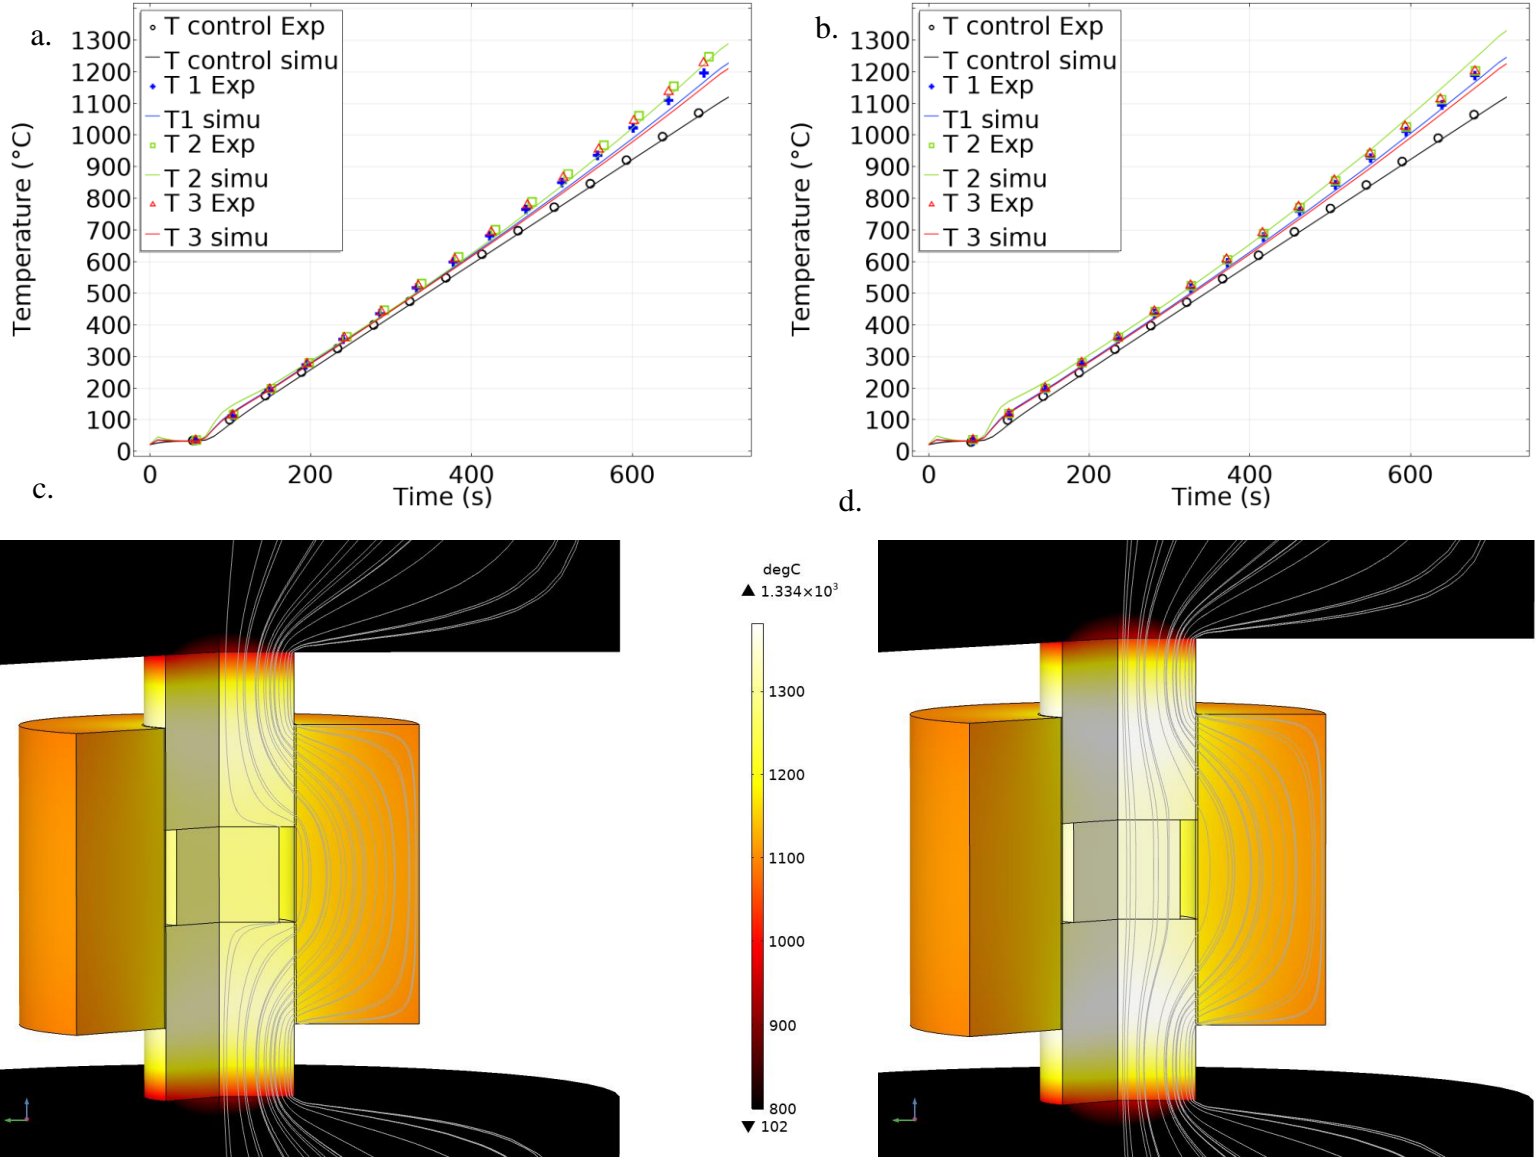 a.
T control Exp
T control simu
T 1 Exp
T1 simu
T 2 Exp
T 2 simu
T 3 Exp
T 3 simu
1300
1200
1100
1000
900
800
700
600
500
400
300
200
100
0
Temperature (°C)
0 200 400 600
Time (s)
b.
T control Exp
T control simu
T 1 Exp
T1 simu
T 2 Exp
T 2 simu
T 3 Exp
T 3 simu
1300
1200
1100
1000
900
800
700
600
500
400
300
200
100
0
Temperature (°C)
0 200 400 600
Time (s)
c.
d.
degC
▲ 1.334×10³
1300
1200
1100
1000
900
800
▼ 102